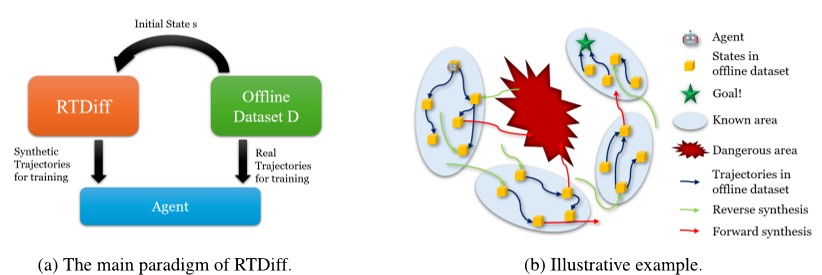 Initial State s
RTDiff
Offline
Dataset D
Synthetic
Trajectories
for training
Real
Trajectories
for training
Agent
(a) The main paradigm of RTDiff.
Agent
States in
offline dataset
Goal!
Known area
Dangerous area
Trajectories in
offline dataset
Reverse synthesis
Forward synthesis
(b) Illustrative example.